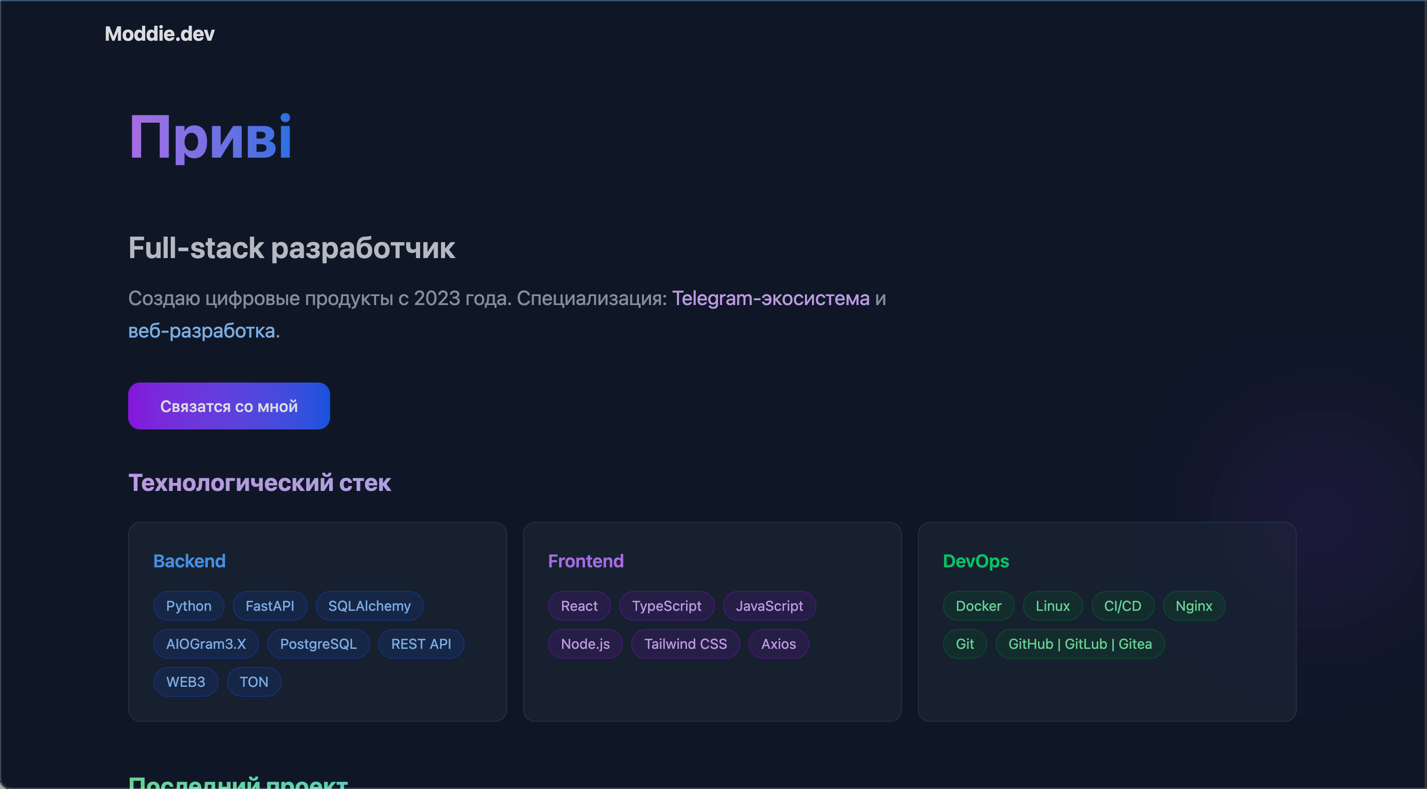 Moddie.dev
Приві
Full-stack разработчик
Создаю цифровые продукты с 2023 года. Специализация: Telegram-экосистема и
веб-разработка.
Связатся со мной
Технологический стек
Backend
Python FastAPI SQLAlchemy
AIOGram3.X PostgreSQL REST API
WEB3 TON
Frontend
React TypeScript JavaScript
Node.js Tailwind CSS Axios
DevOps
Docker Linux CI/CD Nginx
Git GitHub | GitLub | Gitea
Последний проект